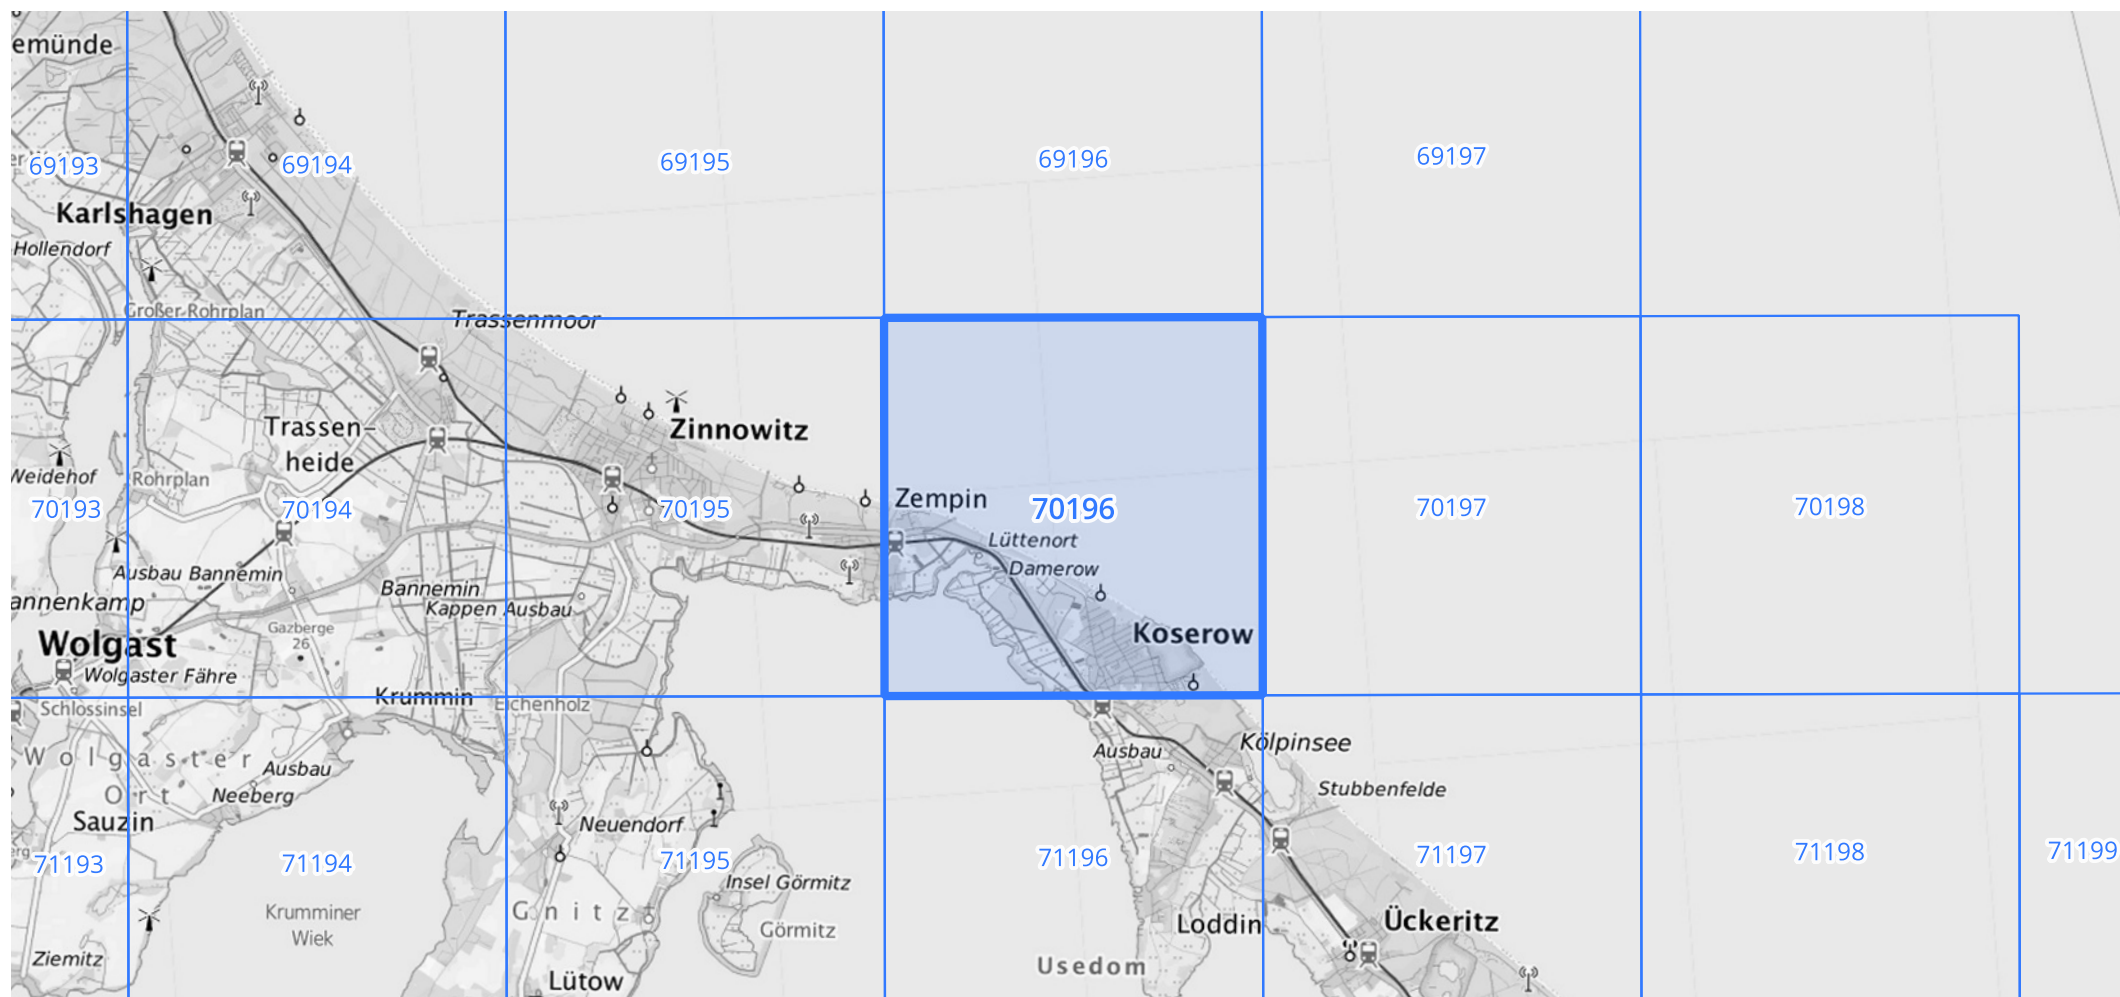 emünde
69193
69194
69195
69196
69197
Karlshagen
Hollendorf
Großer Rohrplan
Trassenmoor
Trassen-
heide
Zinnowitz
Weidehof
Rohrplan
Zempin
70193
70194
70195
70196
70197
70198
Lüttenort
Damerow
Ausbau Bannemin
Bannemin
annenkamp
Kappen Ausbau
Gazberge
26
Koserow
Wolgast
Wolgaster Fähre
Krummin
Eichenholz
Schlossinsel
Wolgaster
Ort
Ausbau
Neeberg
Ausbau
Kölpinsee
Stubbenfelde
Sauzin
Neuendorf
71193
71194
71195
71196
71197
71198
71199
Insel Görmitz
Görmitz
Gnitz
Krumminer
Wiek
Loddin
Ückeritz
Ziemitz
Lütow
Usedom